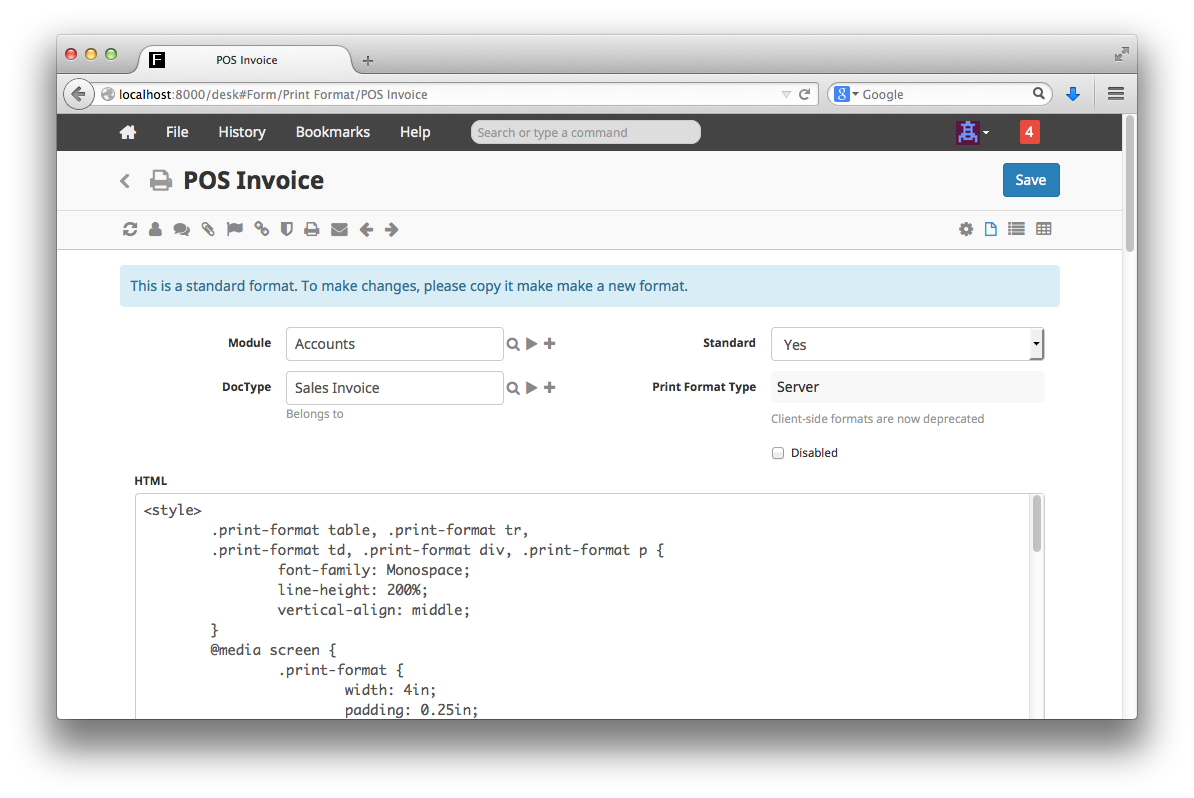 F
POS Invoice
localhost:8000/desk#Form/Print Format/POS Invoice
8
Google
File
History
Bookmarks
Help
Search or type a command
4
POS Invoice
Save
This is a standard format. To make changes, please copy it make make a new format.
Module
Accounts
Standard
Yes
DocType
Sales Invoice
Print Format Type
Server
Belongs to
Client-side formats are now deprecated
Disabled
HTML
<style>
.print-format table, .print-format tr,
.print-format td, .print-format div, .print-format p {
font-family: Monospace;
line-height: 200%;
vertical-align: middle;
}
@media screen {
.print-format {
width: 4in;
padding: 0.25in;